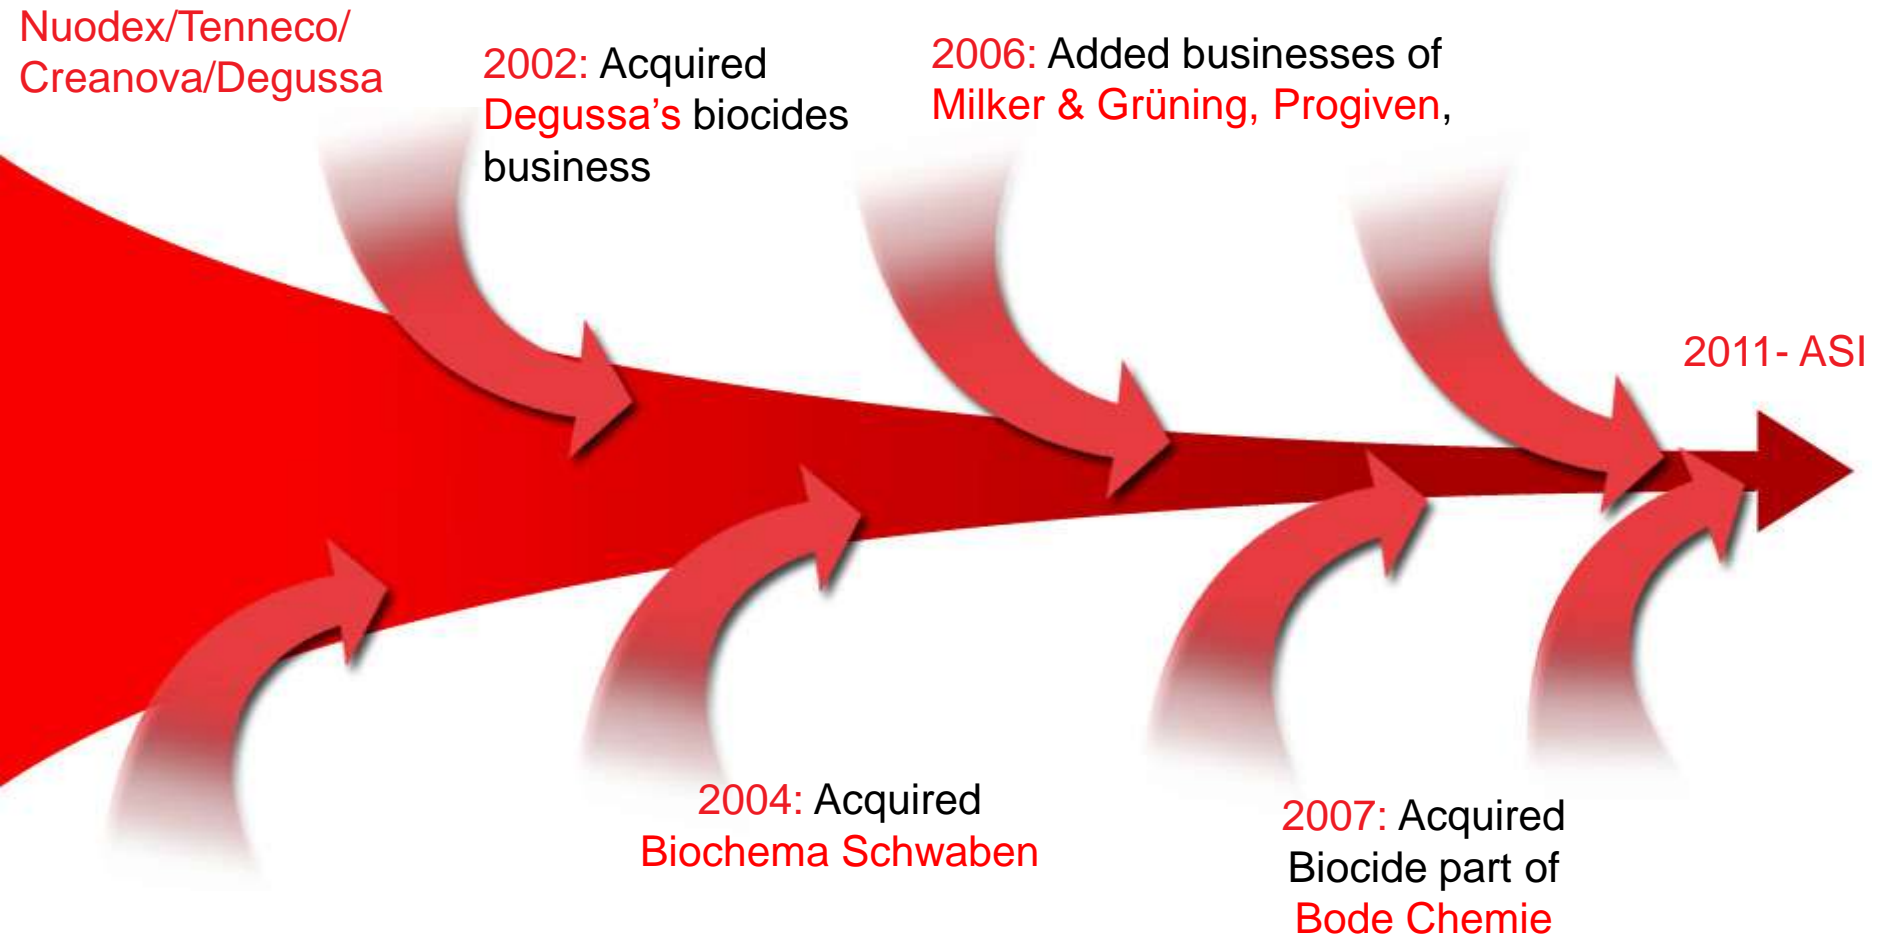 Nuodex/Tenneco/
Creanova/Degussa
2002: Acquired
Degussa’s biocides
business
2006: Added businesses of
Milker & Grüning, Progiven,
2011- ASI
2004: Acquired
Biochema Schwaben
2007: Acquired
Biocide part of
Bode Chemie